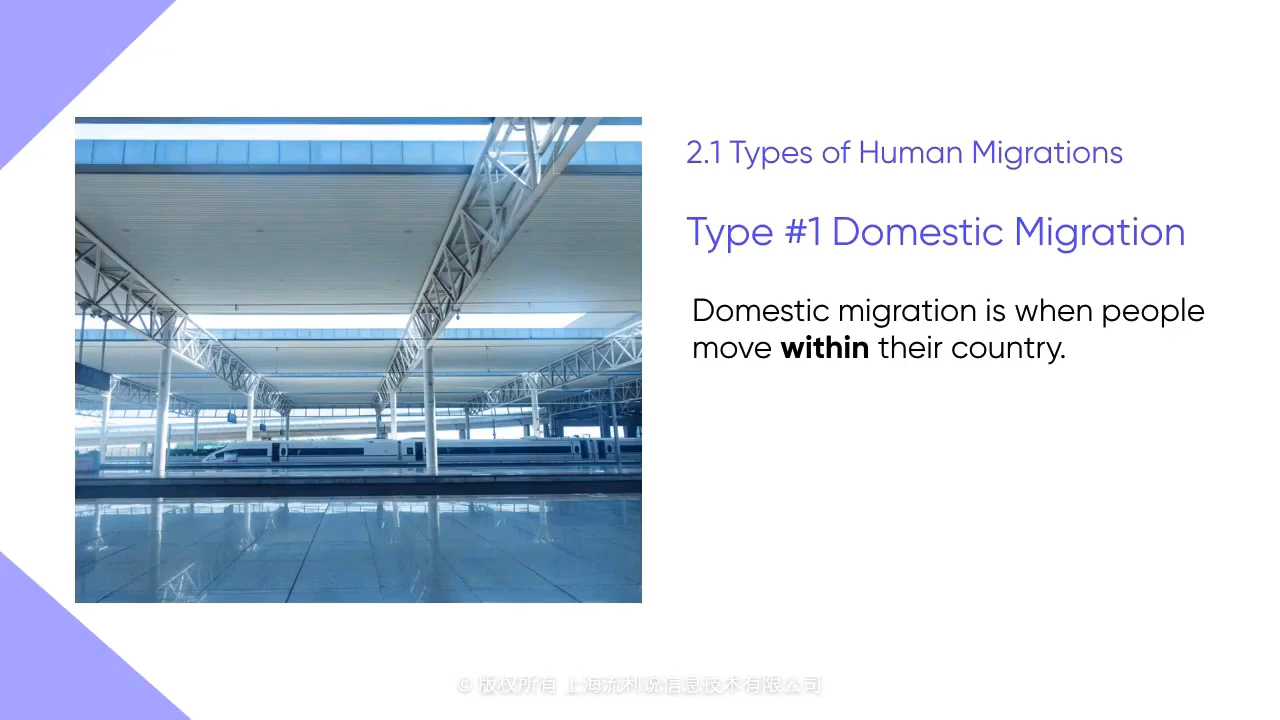 2.1 Types of Human Migrations
Type #1 Domestic Migration
Domestic migration is when people
move within their country.
© 版权所有 上海流利说信息技术有限公司